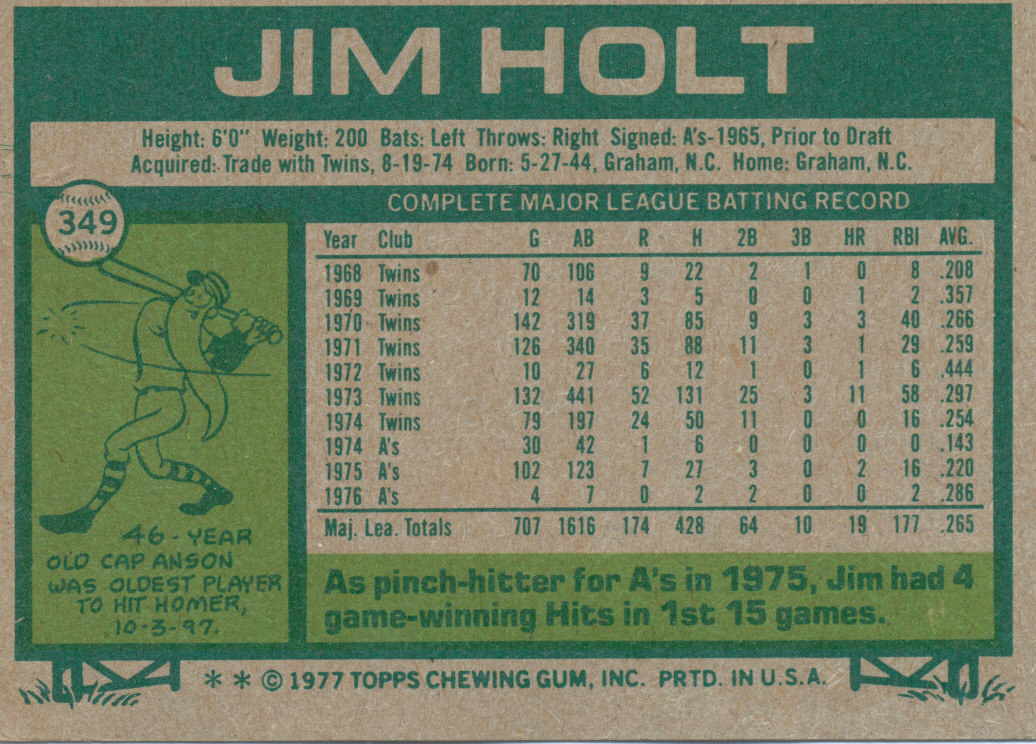 JIM HOLT
Height: 6'0" Weight: 200 Bats: Left Throws: Right Signed: A's-1965, Prior to Draft
Acquired: Trade with Twins, 8-19-74 Born: 5-27-44, Graham, N.C. Home: Graham, N.C.
349
COMPLETE MAJOR LEAGUE BATTING RECORD
Year Club G AB R H 2B 3B HR RBI AVG.
1968 Twins 70 106 9 22 2 1 0 8 .208
1969 Twins 12 14 3 5 0 0 1 2 .357
1970 Twins 142 319 37 85 9 3 3 40 .266
1971 Twins 126 340 35 88 11 3 1 29 .259
1972 Twins 10 27 6 12 1 0 1 6 .444
1973 Twins 132 441 52 131 25 3 11 58 .297
1974 Twins 79 197 24 50 11 0 0 16 .254
1974 A's 30 42 1 6 0 0 0 0 .143
1975 A's 102 123 7 27 3 0 2 16 .220
1976 A's 4 7 0 2 2 0 0 2 .286
Maj. Lea. Totals 707 1616 174 428 64 10 19 177 .265
46-YEAR
OLD CAP ANSON
WAS OLDEST PLAYER
TO HIT HOMER,
10-3-97.
As pinch-hitter for A's in 1975, Jim had 4
game-winning Hits in 1st 15 games.
* * © 1977 TOPPS CHEWING GUM, INC. PRTD. IN U.S.A.